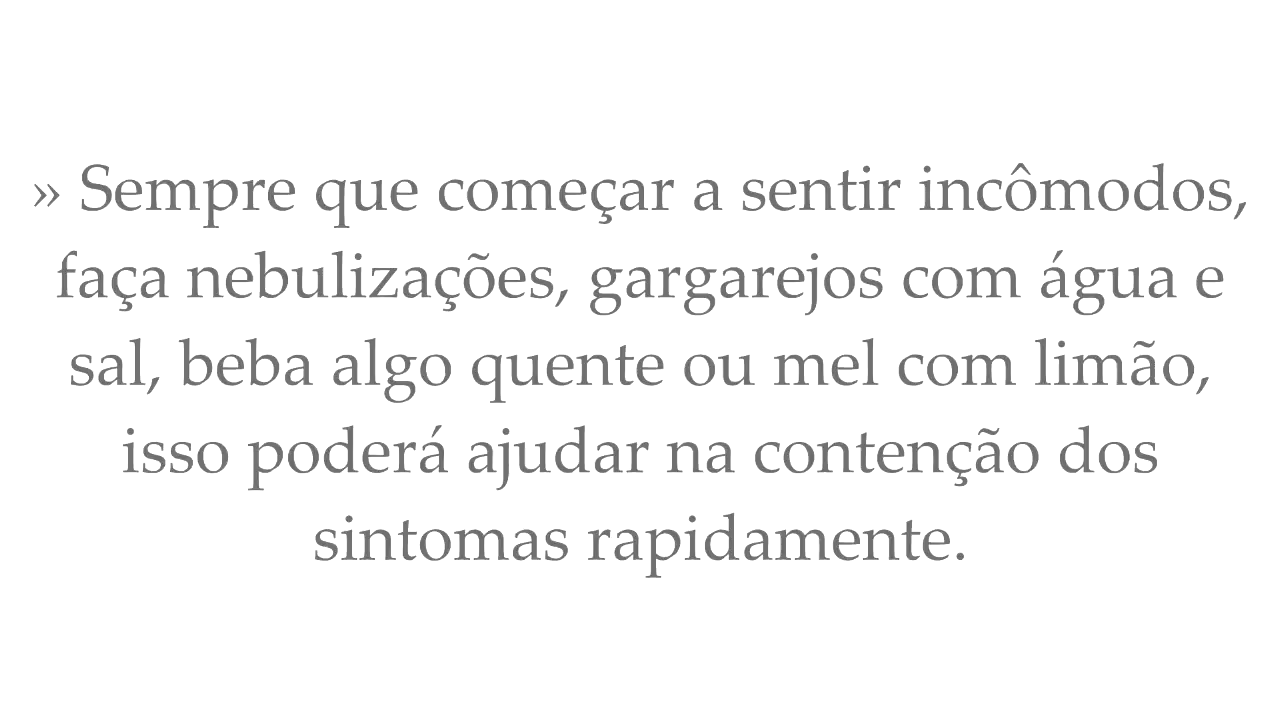 » Sempre que começar a sentir incômodos,
faça nebulizações, gargarejos com água e
sal, beba algo quente ou mel com limão,
isso poderá ajudar na contenção dos
sintomas rapidamente.